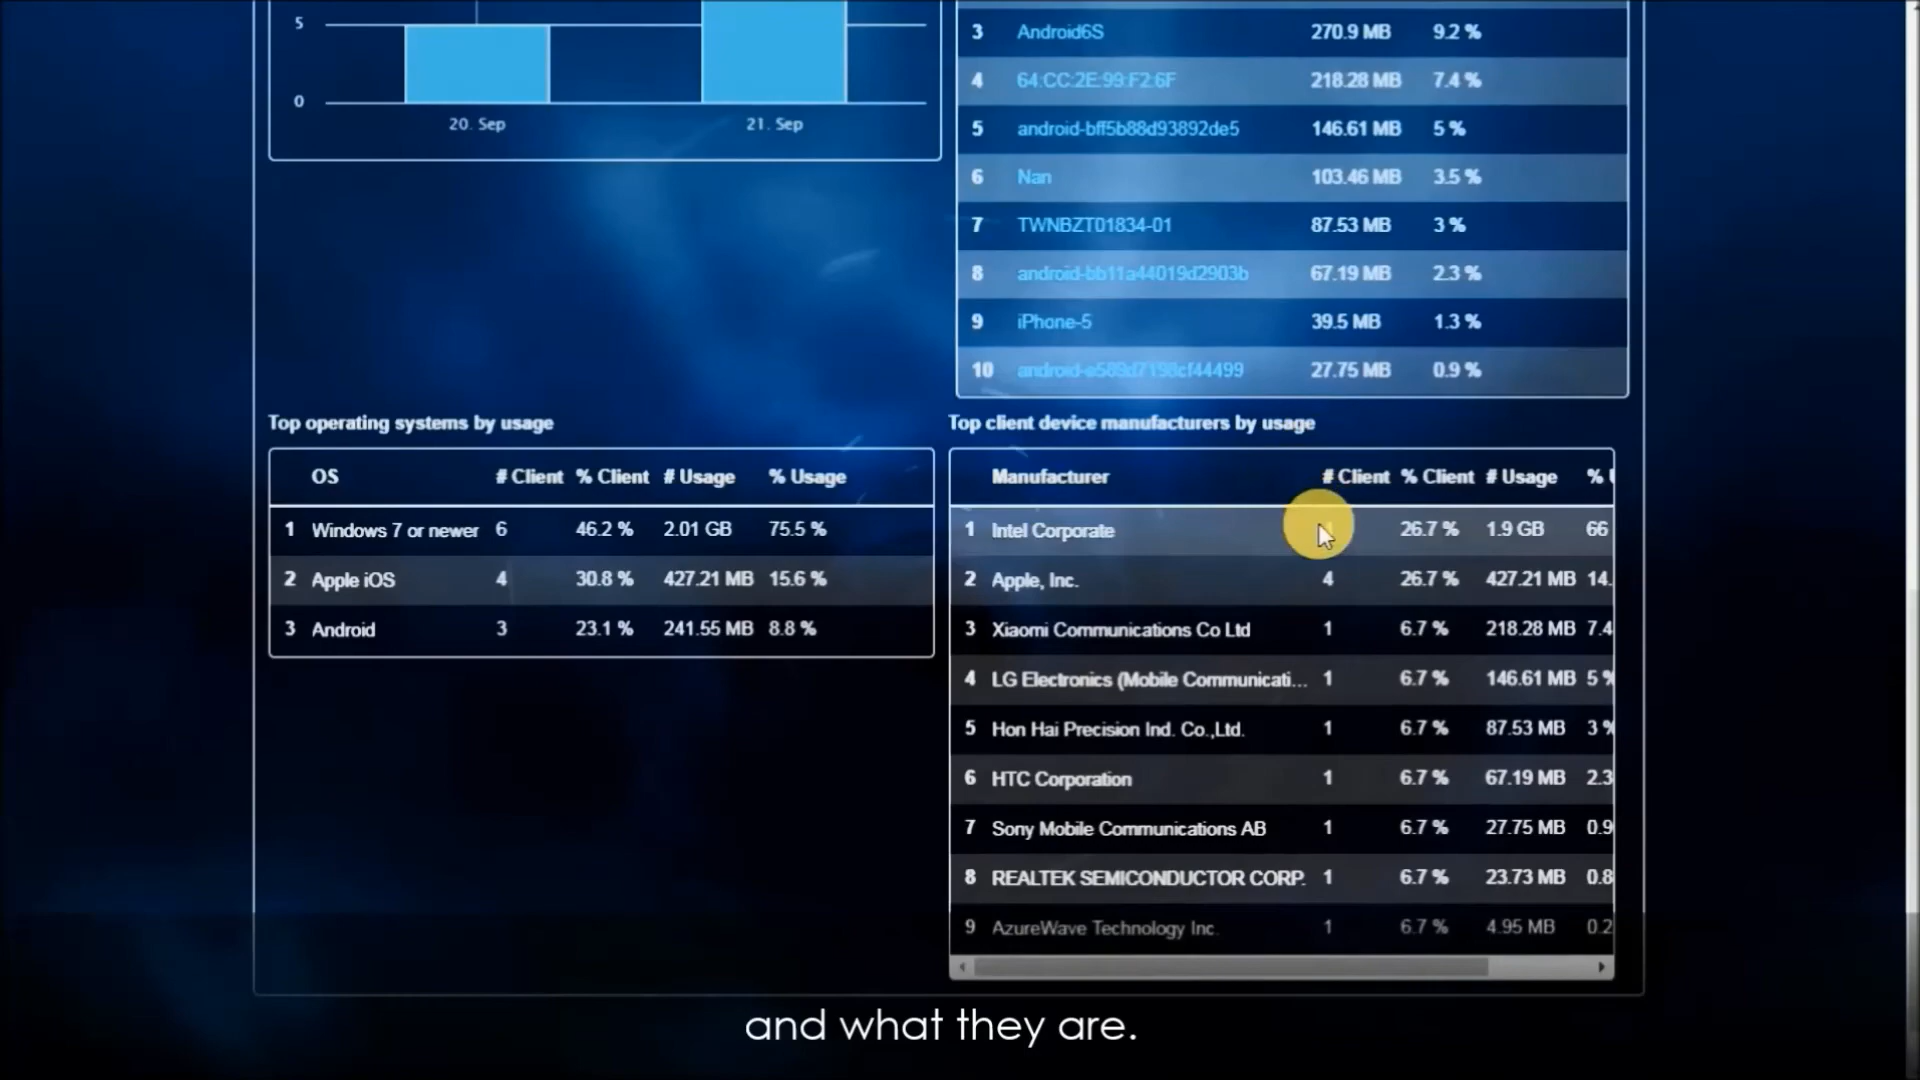 5
0
20. Sep 21. Sep
3 Android6S 270.9 MB 9.2 %
4 64:CC:2E:99:F2:6F 218.28 MB 7.4 %
5 android-bff5b88d93892de5 146.61 MB 5 %
6 Nan 103.46 MB 3.5 %
7 TWNBZT01834-01 87.53 MB 3 %
8 android-bb11a44019d2903b 67.19 MB 2.3 %
9 iPhone-5 39.5 MB 1.3 %
10 android-e589d7198cf44499 27.75 MB 0.9 %
Top operating systems by usage
OS # Client % Client # Usage % Usage
1 Windows 7 or newer 6 46.2 % 2.01 GB 75.5 %
2 Apple iOS 4 30.8 % 427.21 MB 15.6 %
3 Android 3 23.1 % 241.55 MB 8.8 %
Top client device manufacturers by usage
Manufacturer # Client % Client # Usage %
1 Intel Corporate 26.7 % 1.9 GB 66
2 Apple, Inc. 4 26.7 % 427.21 MB 14.
3 Xiaomi Communications Co Ltd 1 6.7 % 218.28 MB 7.4
4 LG Electronics (Mobile Communicati... 1 6.7 % 146.61 MB 5 %
5 Hon Hai Precision Ind. Co.,Ltd. 1 6.7 % 87.53 MB 3 %
6 HTC Corporation 1 6.7 % 67.19 MB 2.3
7 Sony Mobile Communications AB 1 6.7 % 27.75 MB 0.9
8 REALTEK SEMICONDUCTOR CORP. 1 6.7 % 23.73 MB 0.8
9 AzureWave Technology Inc. 1 6.7 % 4.95 MB 0.2
and what they are.